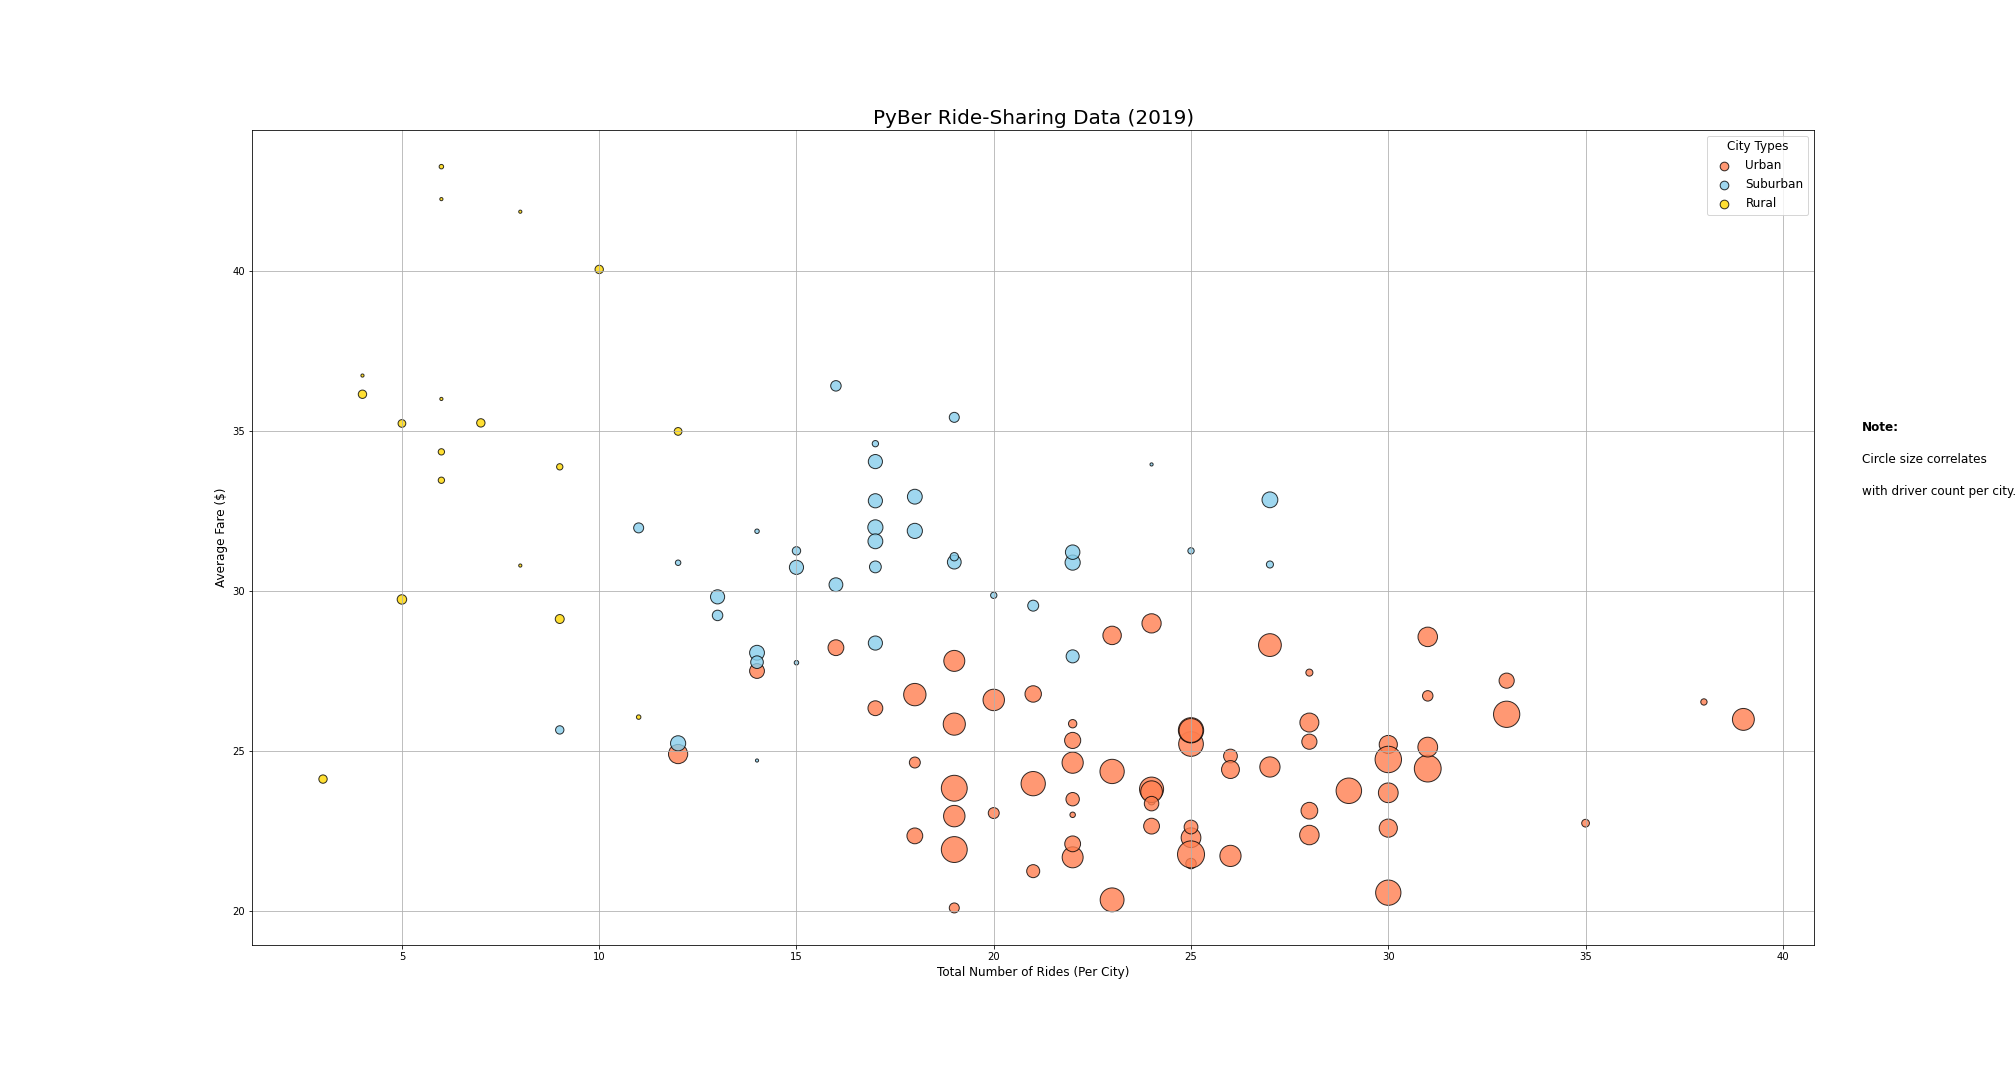 PyBer Ride-Sharing Data (2019)
City Types
Urban
Suburban
Rural
40
35
30
25
20
Average Fare ($)
5 10 15 20 25 30 35 40
Total Number of Rides (Per City)
Note:
Circle size correlates
with driver count per city.